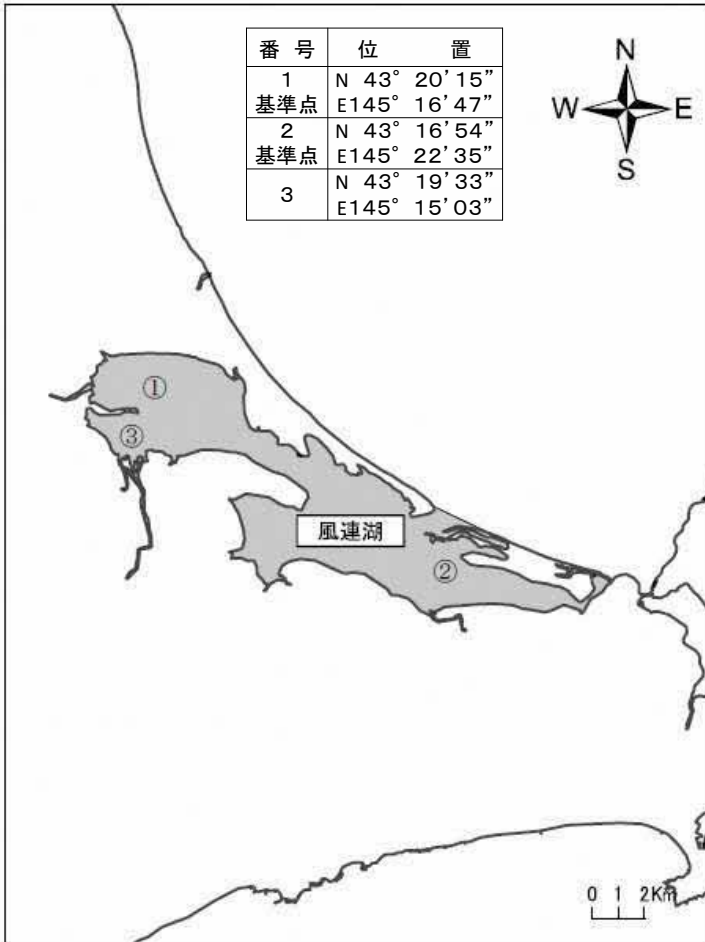 番 号 位 置
1 N 43° 20’15”
基準点 E145° 16’47”
2 N 43° 16’54”
基準点 E145° 22’35”
3 N 43° 19’33”
E145° 15’03”
N
W E
S
①
③
風連湖
②
0 1 2Km